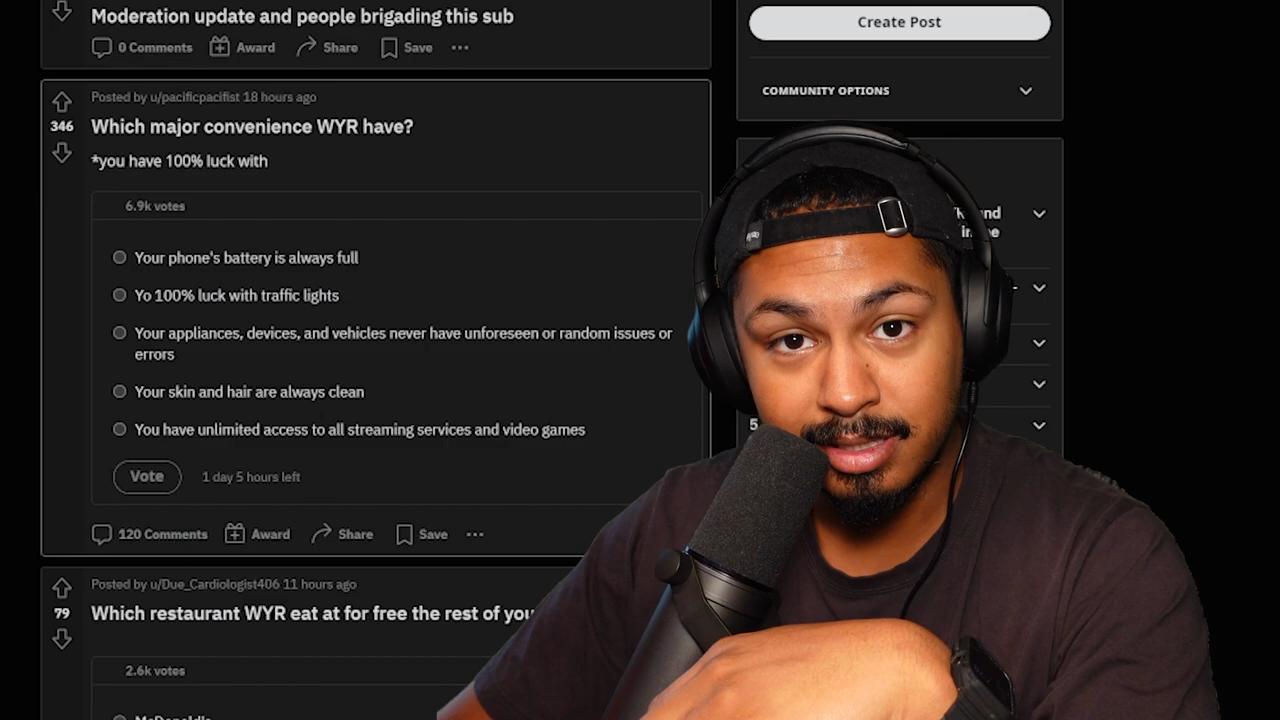 Moderation update and people brigading this sub
0 Comments Award Share Save
Create Post
COMMUNITY OPTIONS
Posted by u/pacificpacifist 18 hours ago
346
Which major convenience WYR have?
*you have 100% luck with
6.9k votes
Your phone's battery is always full
Yo 100% luck with traffic lights
Your appliances, devices, and vehicles never have unforeseen or random issues or
errors
Your skin and hair are always clean
You have unlimited access to all streaming services and video games
Vote 1 day 5 hours left
120 Comments Award Share Save
Posted by u/Due_Cardiologist406 11 hours ago
79
Which restaurant WYR eat at for free the rest of you
2.6k votes
McDonald's